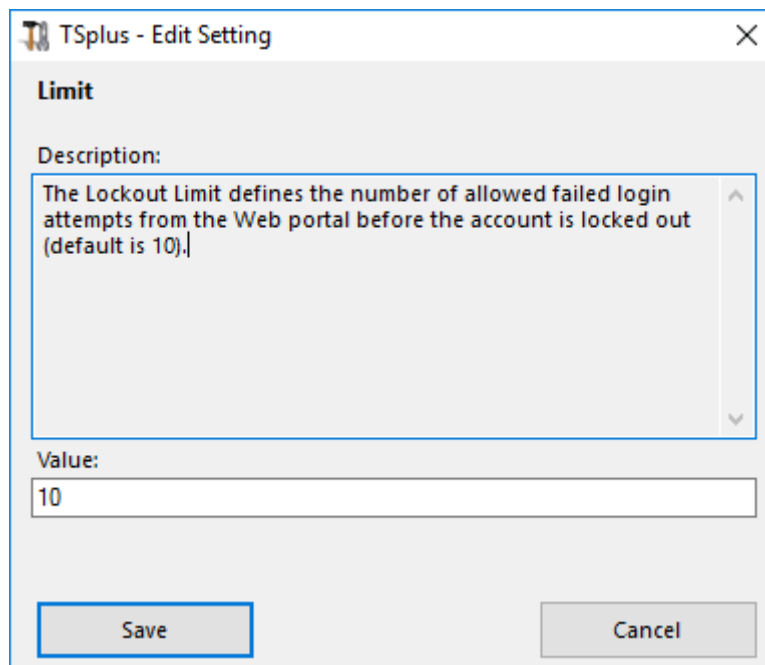 TSplus - Edit Setting
Limit
Description:
The Lockout Limit defines the number of allowed failed login
attempts from the Web portal before the account is locked out
(default is 10).
Value:
10
Save
Cancel